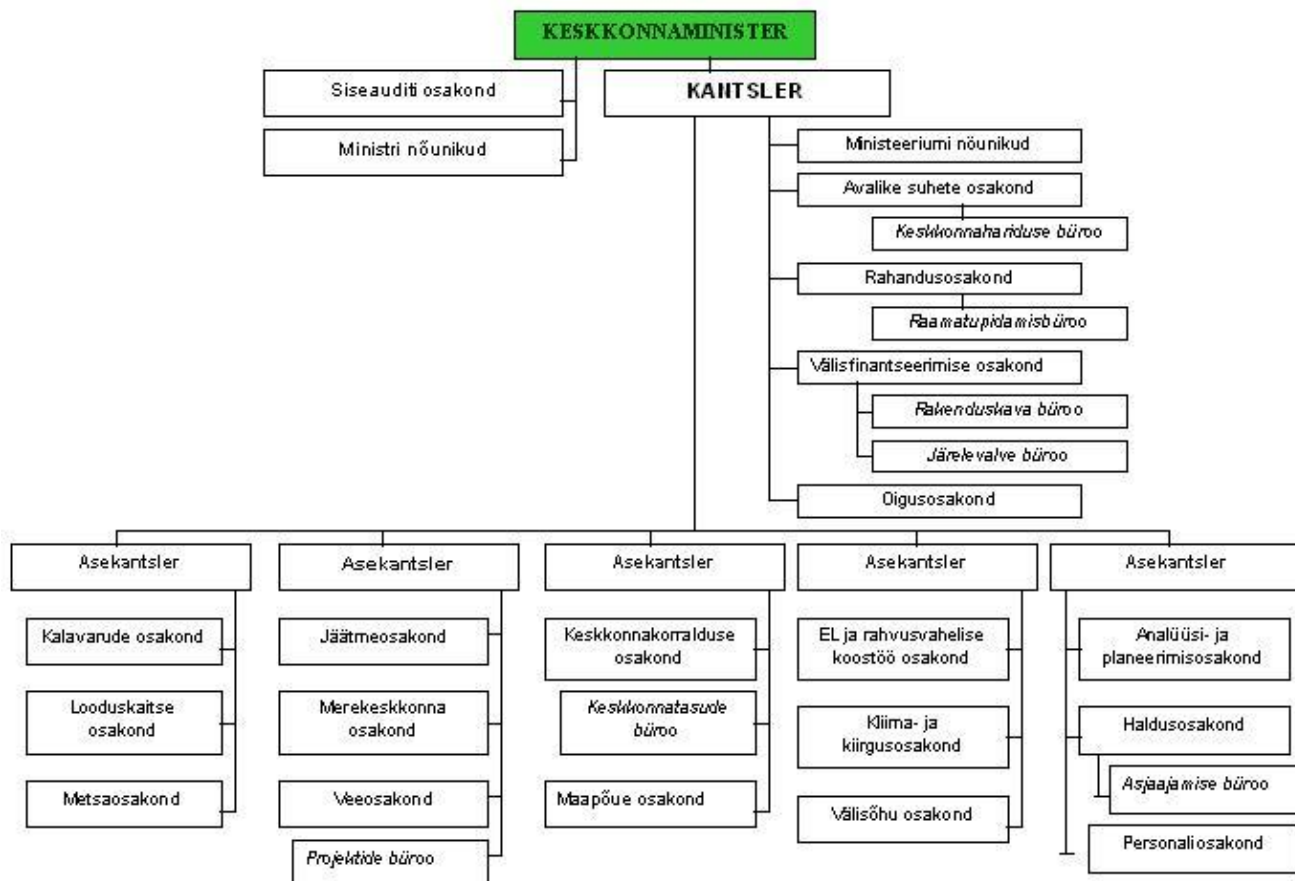 KESKKONNAMINISTER
Siseauditi osakond
KANTSLER
Ministri nõunikud
Ministeeriumi nõunikud
Avalike suhete osakond
Keskkonnahariduse büroo
Rahandusosakond
Raamatupidamisbüroo
Välisfinantseerimise osakond
Rakenduskava büroo
Järelevalve büroo
Oigusosakond
Asekantsler
Kalavarude osakond
Looduskaitse
osakond
Metsaosakond
Asekantsler
Jäätmeosakond
Merekeskkonna
osakond
Veeosakond
Projektide büroo
Asekantsler
Keskkonnakorralduse
osakond
Keskkonnatasude
büroo
Maapõue osakond
Asekantsler
EL ja rahvusvahelise
koostöö osakond
Kliima- ja
kiirgusosakond
Välisõhu osakond
Asekantsler
Analüüsi- ja
planeerimisosakond
Haldusosakond
Asjaajamise büroo
Personaliosakond